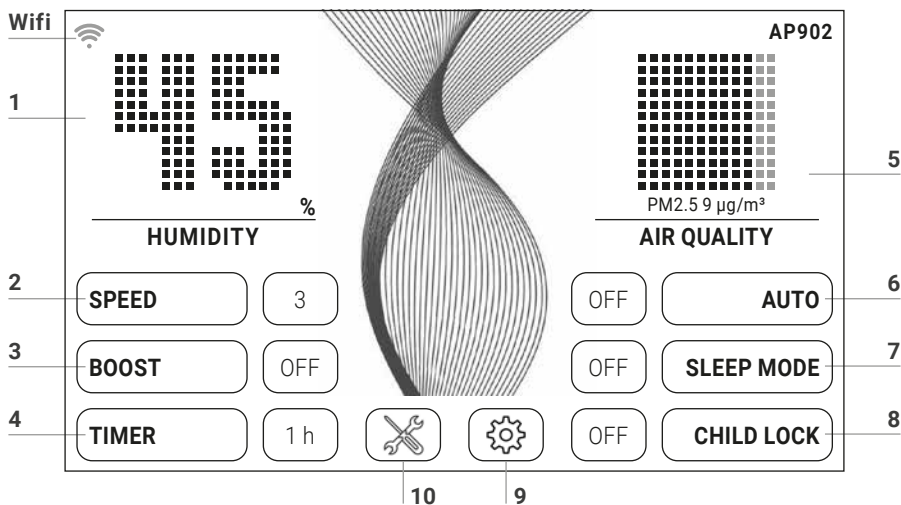 Wifi
AP902
1
45
%
HUMIDITY
5
PM2.5 9 µg/m³
AIR QUALITY
2
SPEED
3
OFF
AUTO
6
3
BOOST
OFF
OFF
SLEEP MODE
7
4
TIMER
1 h
OFF
CHILD LOCK
8
10
9